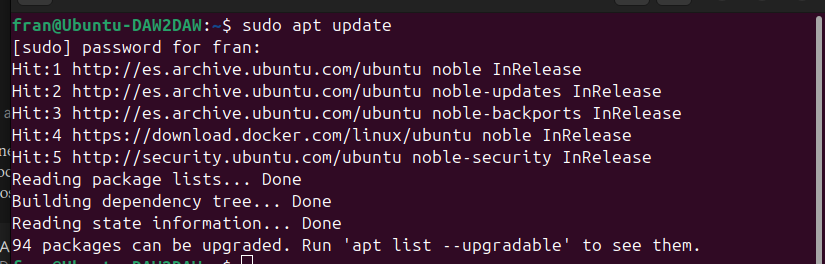 fran@Ubuntu-DAW2DAW:~$ sudo apt update
[sudo] password for fran:
Hit:1 http://es.archive.ubuntu.com/ubuntu noble InRelease
Hit:2 http://es.archive.ubuntu.com/ubuntu noble-updates InRelease
Hit:3 http://es.archive.ubuntu.com/ubuntu noble-backports InRelease
Hit:4 https://download.docker.com/linux/ubuntu noble InRelease
Hit:5 http://security.ubuntu.com/ubuntu noble-security InRelease
Reading package lists... Done
Building dependency tree... Done
Reading state information... Done
94 packages can be upgraded. Run 'apt list --upgradable' to see them.
fran@Ubuntu-DAW2DAW:~$